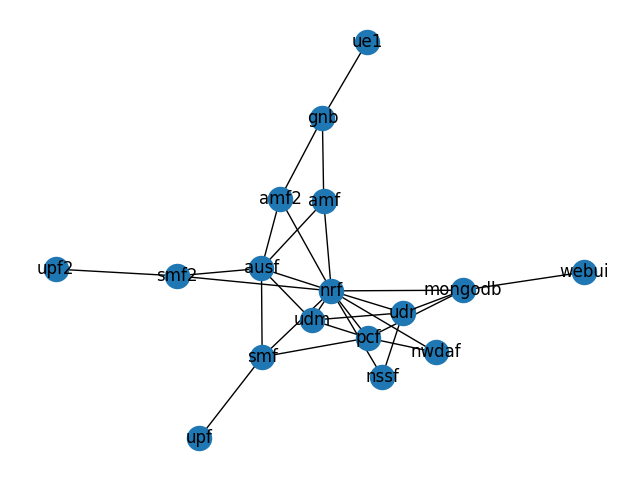 ue1
gnb
amf2
amf
upf2
smf2
ausf
webui
nrf
mongodb
udm
udr
pcf
smf
nwdaf
nssf
upf